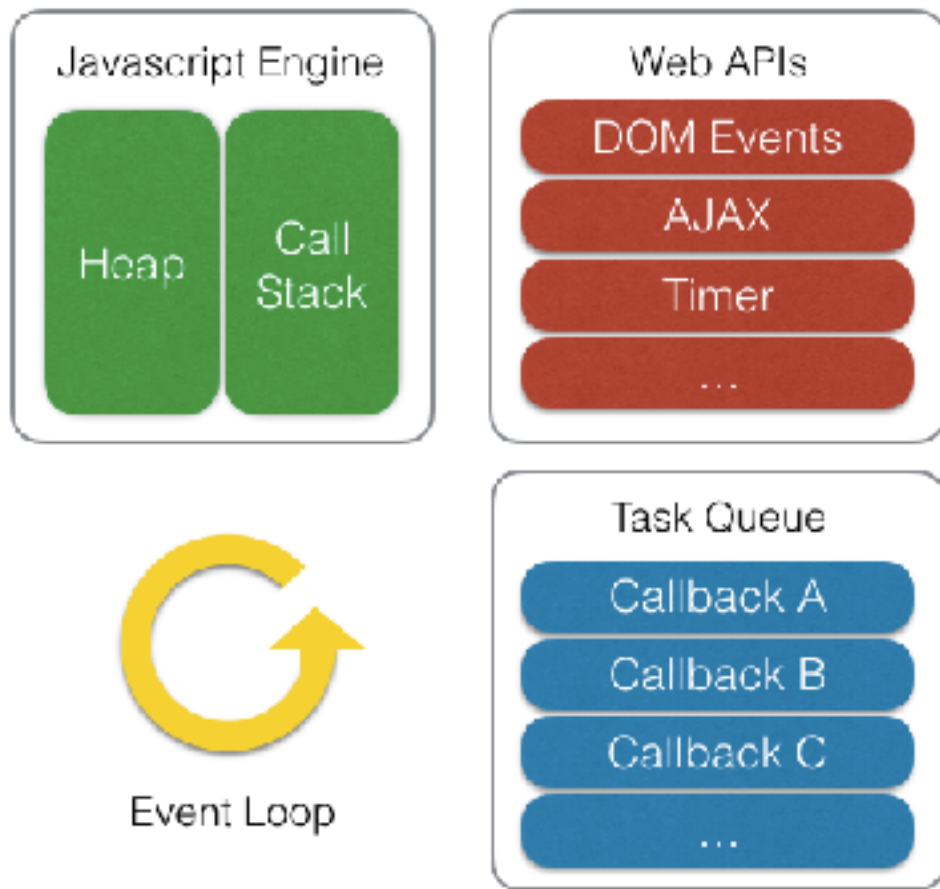 Javascript Engine
Heap
Call
Stack
Web APIs
DOM Events
AJAX
Timer
...
Event Loop
Task Queue
Callback A
Callback B
Callback C
...